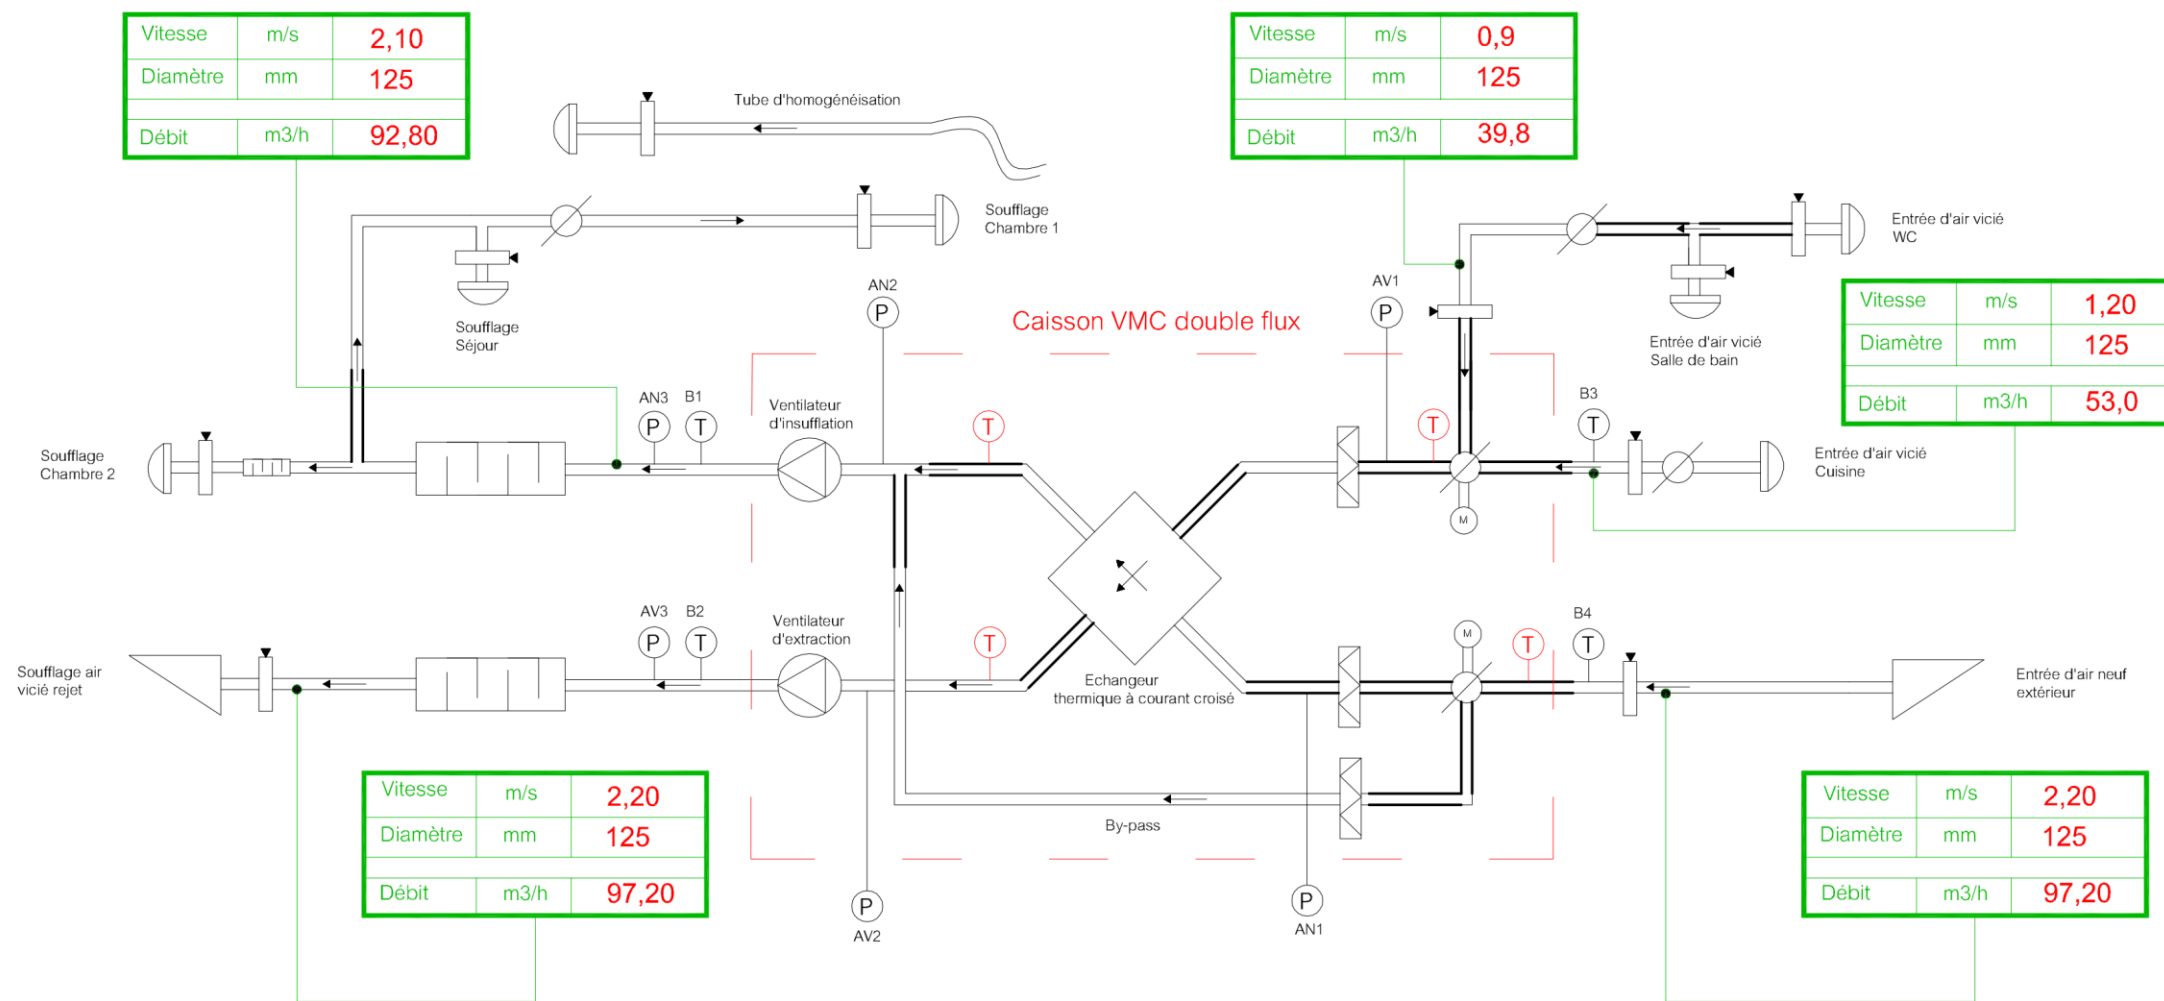 Vitesse m/s 2,10
Diamètre mm 125
Débit m3/h 92,80
Vitesse m/s 0,9
Diamètre mm 125
Débit m3/h 39,8
Tube d'homogénéisation
Soufflage
Chambre 1
Entrée d'air vicié
WC
Soufflage
Séjour
AN2
P
Caisson VMC double flux
AV1
P
Entrée d'air vicié
Salle de bain
Vitesse m/s 1,20
Diamètre mm 125
Débit m3/h 53,0
AN3
P
B1
T
Ventilateur
d'insufflation
T
T
B3
T
Soufflage
Chambre 2
Entrée d'air vicié
Cuisine
M
AV3
P
B2
T
Ventilateur
d'extraction
T
M
T
B4
T
Soufflage air
vicié rejet
Echangeur
thermique à courant croisé
Entrée d'air neuf
extérieur
By-pass
Vitesse m/s 2,20
Diamètre mm 125
Débit m3/h 97,20
P
AV2
P
AN1
Vitesse m/s 2,20
Diamètre mm 125
Débit m3/h 97,20